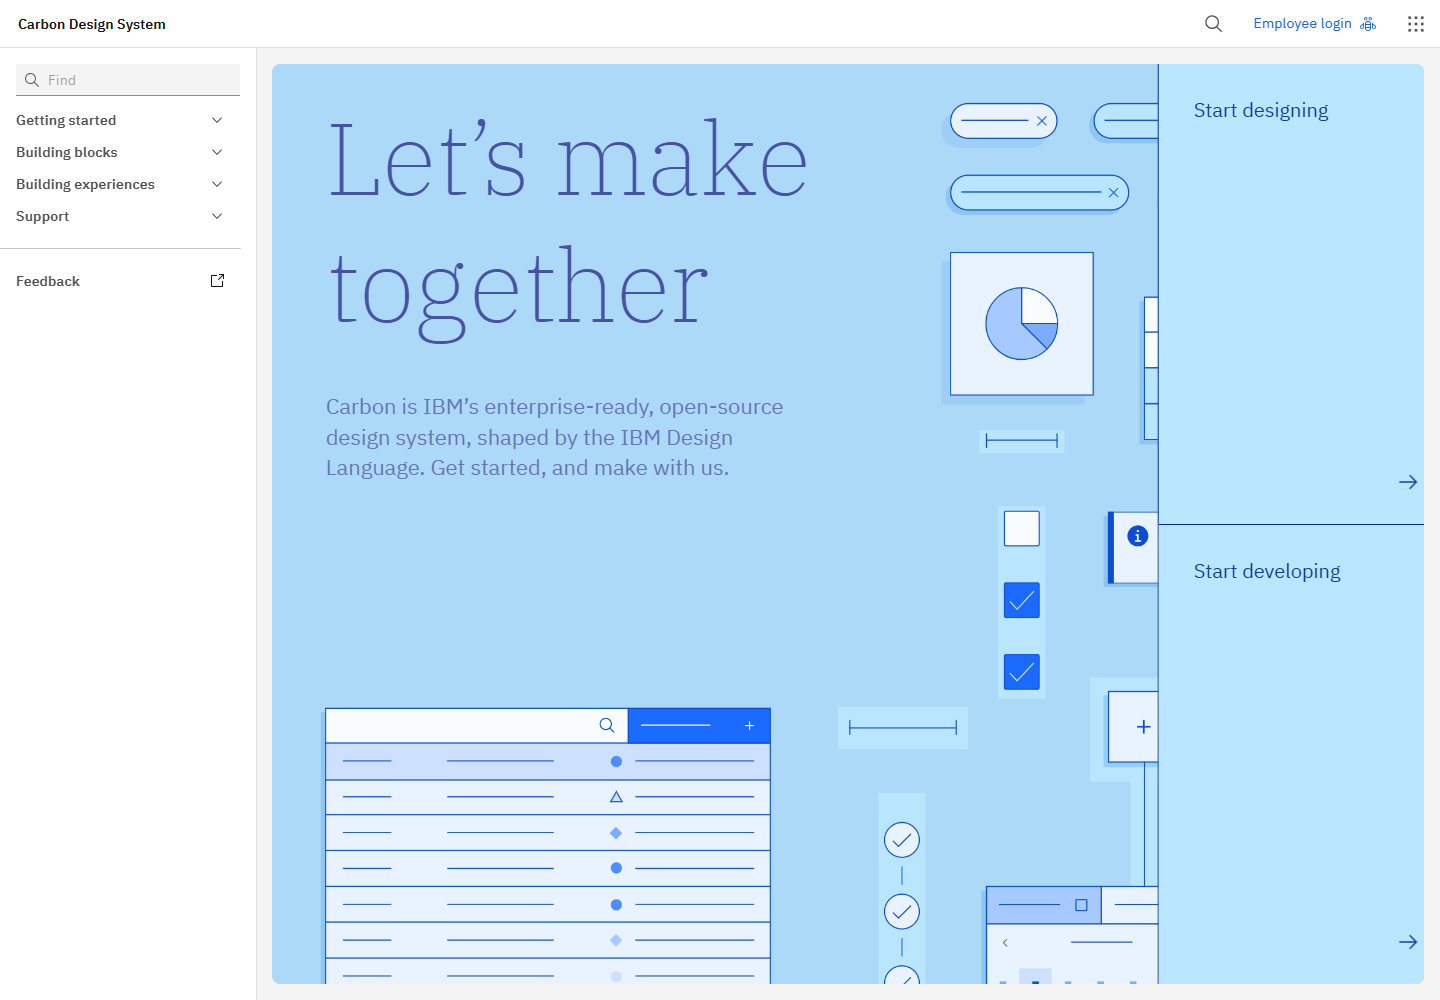 Carbon Design System
Employee login
Find
Getting started
Building blocks
Building experiences
Support
Feedback
Let’s make
together
Carbon is IBM’s enterprise-ready, open-source
design system, shaped by the IBM Design
Language. Get started, and make with us.
Start designing
Start developing